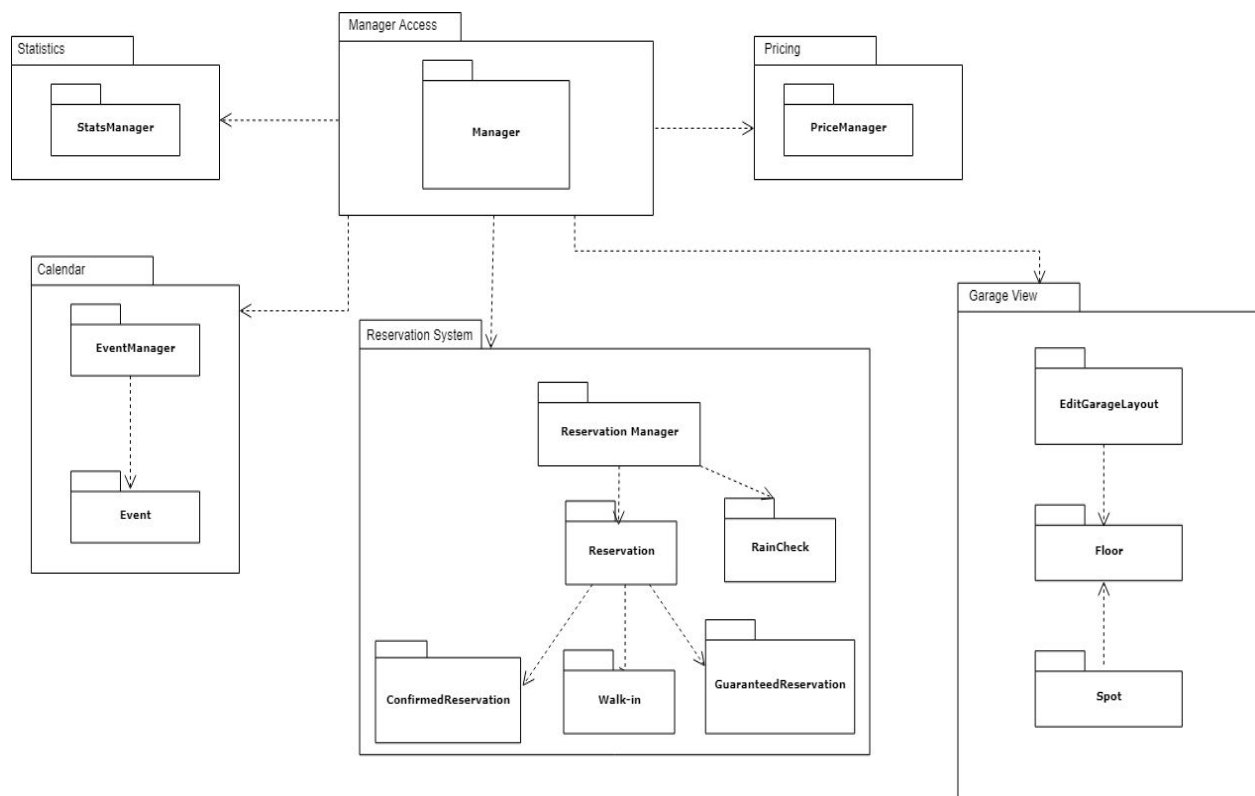 Manager Access
Statistics
Pricing
StatsManager
Manager
PriceManager
Calendar
Garage View
Reservation System
EventManager
EditGarageLayout
Reservation Manager
Event
Reservation
RainCheck
Floor
ConfirmedReservation
Walk-in
GuaranteedReservation
Spot